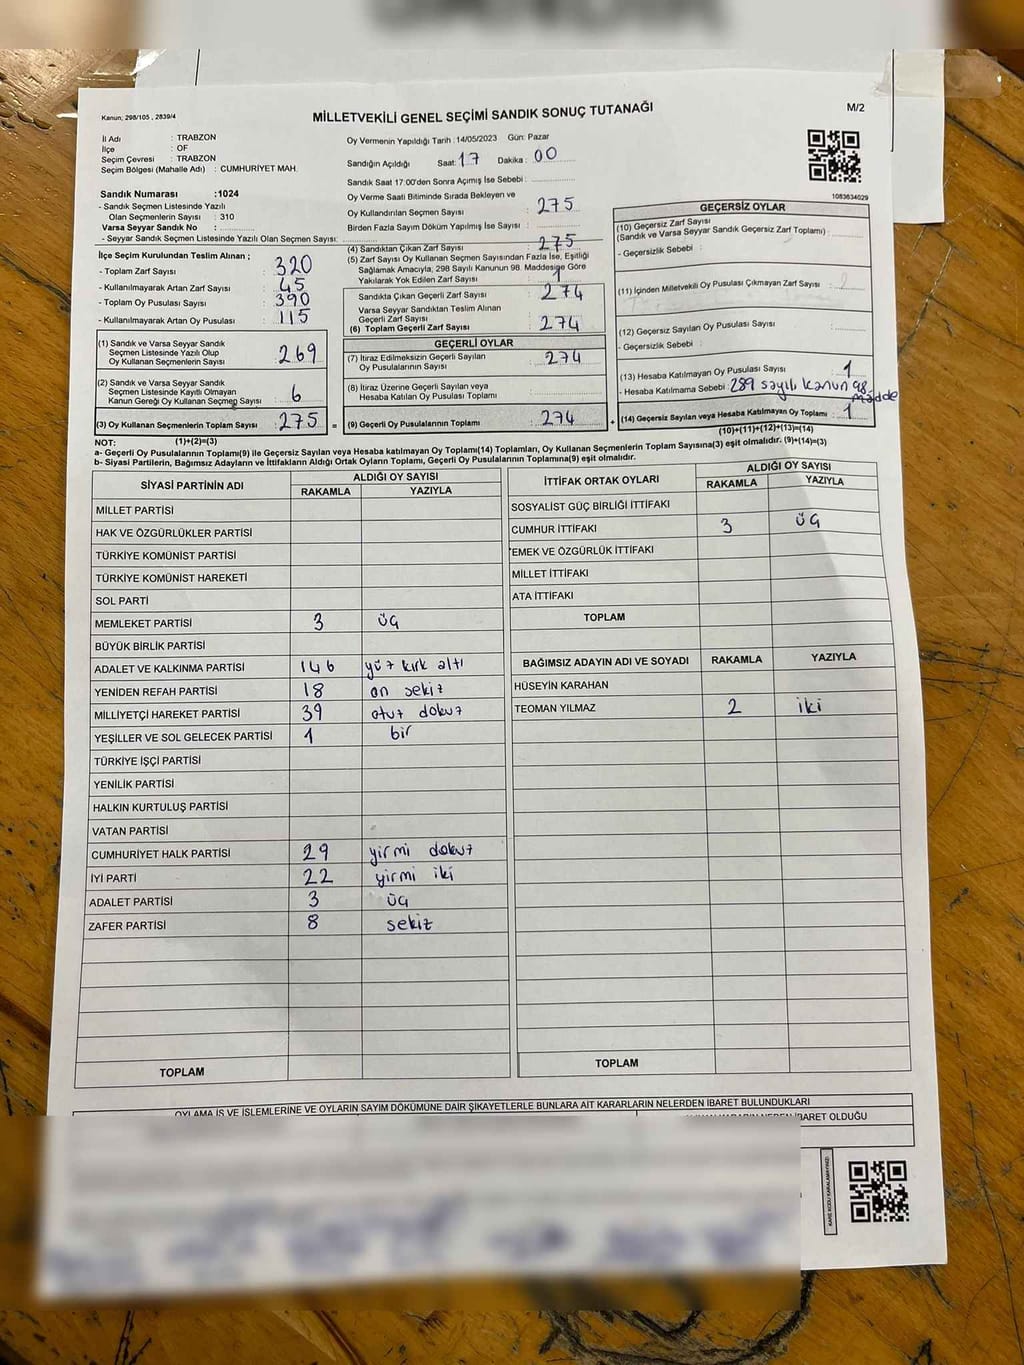 Kanun; 298/105 , 2839/4
MİLLETVEKİLİ GENEL SEÇİMİ SANDIK SONUÇ TUTANAĞI
M/2
İl Adı : TRABZON
İlçe : OF
Seçim Çevresi : TRABZON
Seçim Bölgesi (Mahalle Adı) : CUMHURİYET MAH.
Sandık Numarası :1024
- Sandık Seçmen Listesinde Yazılı
Olan Seçmenlerin Sayısı : 310
Varsa Seyyar Sandık No :
- Seyyar Sandık Seçmen Listesinde Yazılı Olan Seçmen Sayısı:
İlçe Seçim Kurulundan Teslim Alınan ;
- Toplam Zarf Sayısı : 320
- Kullanılmayarak Artan Zarf Sayısı : 45
- Toplam Oy Pusulası Sayısı : 390
- Kullanılmayarak Artan Oy Pusulası : 115
(1) Sandık ve Varsa Seyyar Sandık
Seçmen Listesinde Yazılı Olup
Oy Kullanan Seçmenlerin Sayısı : 269
(2) Sandık ve Varsa Seyyar Sandık
Seçmen Listesinde Kayıtlı Olmayan
Kanun Gereği Oy Kullanan Seçmen Sayısı : 6
(3) Oy Kullanan Seçmenlerin Toplam Sayısı : 275 =
Oy Vermenin Yapıldığı Tarih : 14/05/2023 Gün: Pazar
Sandığın Açıldığı Saat: 17 Dakika : 00
Sandık Saat 17:00'den Sonra Açımış İse Sebebi :
Oy Verme Saati Bitiminde Sırada Bekleyen ve
Oy Kullandırılan Seçmen Sayısı : 275
Birden Fazla Sayım Döküm Yapılmış İse Sayısı :
(4) Sandıktan Çıkan Zarf Sayısı : 275
(5) Zarf Sayısı Oy Kullanan Seçmen Sayısından Fazla İse, Eşitliği
Sağlamak Amacıyla, 298 Sayılı Kanunun 98. Maddesine Göre
Yakılarak Yok Edilen Zarf Sayısı : 1
Sandıkta Çıkan Geçerli Zarf Sayısı : 274
Varsa Seyyar Sandıktan Teslim Alınan
Geçerli Zarf Sayısı :
(6) Toplam Geçerli Zarf Sayısı : 274
GEÇERLİ OYLAR
(7) İtiraz Edilmeksizin Geçerli Sayılan
Oy Pusulasının Sayısı : 274
(8) İtiraz Üzerine Geçerli Sayılan veya
Hesaba Katılan Oy Pusulası Toplamı :
(9) Geçerli Oy Pusulalarının Toplamı : 274 +
1083634029
GEÇERSİZ OYLAR
(10) Geçersiz Zarf Sayısı
(Sandık ve Varsa Seyyar Sandık Geçersiz Zarf Toplamı) :
- Geçersizlik Sebebi :
(11) İçinden Milletvekili Oy Pusulası Çıkmayan Zarf Sayısı :
(12) Geçersiz Sayılan Oy Pusulası Sayısı :
- Geçersizlik Sebebi :
(13) Hesaba Katılmayan Oy Pusulası Sayısı : 1
- Hesaba Katılmama Sebebi : 289 sayılı kanun 98. madde
(14) Geçersiz Sayılan veya Hesaba Katılmayan Oy Toplamı : 1
(10)+(11)+(12)+(13)=(14)
NOT: (1)+(2)=(3)
a- Geçerli Oy Pusulalarının Toplamı(9) ile Geçersiz Sayılan veya Hesaba katılmayan Oy Toplamı(14) Toplamları, Oy Kullanan Seçmenlerin Toplam Sayısına(3) eşit olmalıdır. (9)+(14)=(3)
b- Siyasi Partilerin, Bağımsız Adayların ve İttifakların Aldığı Ortak Oyların Toplamı, Geçerli Oy Pusulalarının Toplamına(9) eşit olmalıdır.
SİYASİ PARTİNİN ADI ALDIĞI OY SAYISI
RAKAMLA YAZIYLA
MİLLET PARTİSİ
HAK VE ÖZGÜRLÜKLER PARTİSİ
TÜRKİYE KOMÜNİST PARTİSİ
TÜRKİYE KOMÜNİST HAREKETİ
SOL PARTİ
MEMLEKET PARTİSİ 3 üç
BÜYÜK BİRLİK PARTİSİ
ADALET VE KALKINMA PARTİSİ 146 yüz kırk altı
YENİDEN REFAH PARTİSİ 18 on sekiz
MİLLİYETÇİ HAREKET PARTİSİ 39 otuz dokuz
YEŞİLLER VE SOL GELECEK PARTİSİ 1 bir
TÜRKİYE İŞÇİ PARTİSİ
YENİLİK PARTİSİ
HALKIN KURTULUŞ PARTİSİ
VATAN PARTİSİ
CUMHURİYET HALK PARTİSİ 29 yirmi dokuz
İYİ PARTİ 22 yirmi iki
ADALET PARTİSİ 3 üç
ZAFER PARTİSİ 8 sekiz
TOPLAM
İTTİFAK ORTAK OYLARI ALDIĞI OY SAYISI
RAKAMLA YAZIYLA
SOSYALİST GÜÇ BİRLİĞİ İTTİFAKI
CUMHUR İTTİFAKI 3 üç
EMEK VE ÖZGÜRLÜK İTTİFAKI
MİLLET İTTİFAKI
ATA İTTİFAKI
TOPLAM
BAĞIMSIZ ADAYIN ADI VE SOYADI RAKAMLA YAZIYLA
HÜSEYİN KARAHAN
TEOMAN YILMAZ 2 iki
TOPLAM
OYLAMA İŞ VE İŞLEMLERİNE VE OYLARIN SAYIM DÖKÜMÜNE DAİR ŞİKAYETLERLE BUNLARA AİT KARARLARIN NELERDEN İBARET BULUNDUKLARI
İBARET OLDUĞU